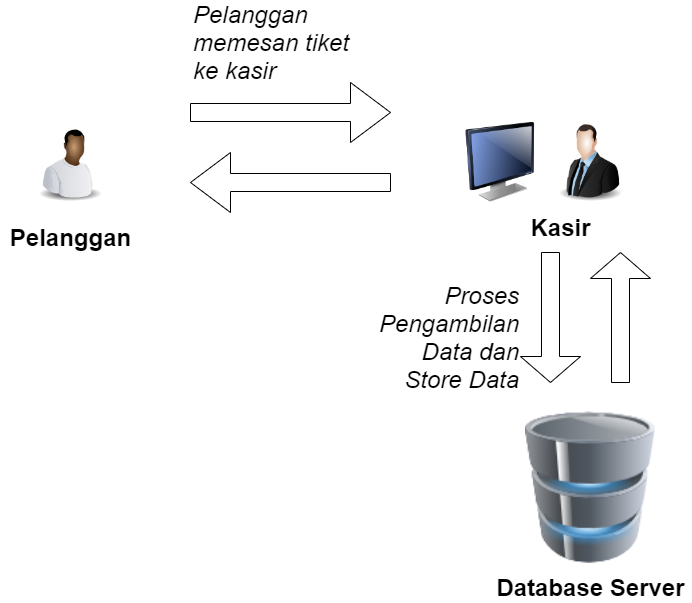 Pelanggan
memesan tiket
ke kasir
Pelanggan
Kasir
Proses
Pengambilan
Data dan
Store Data
Database Server